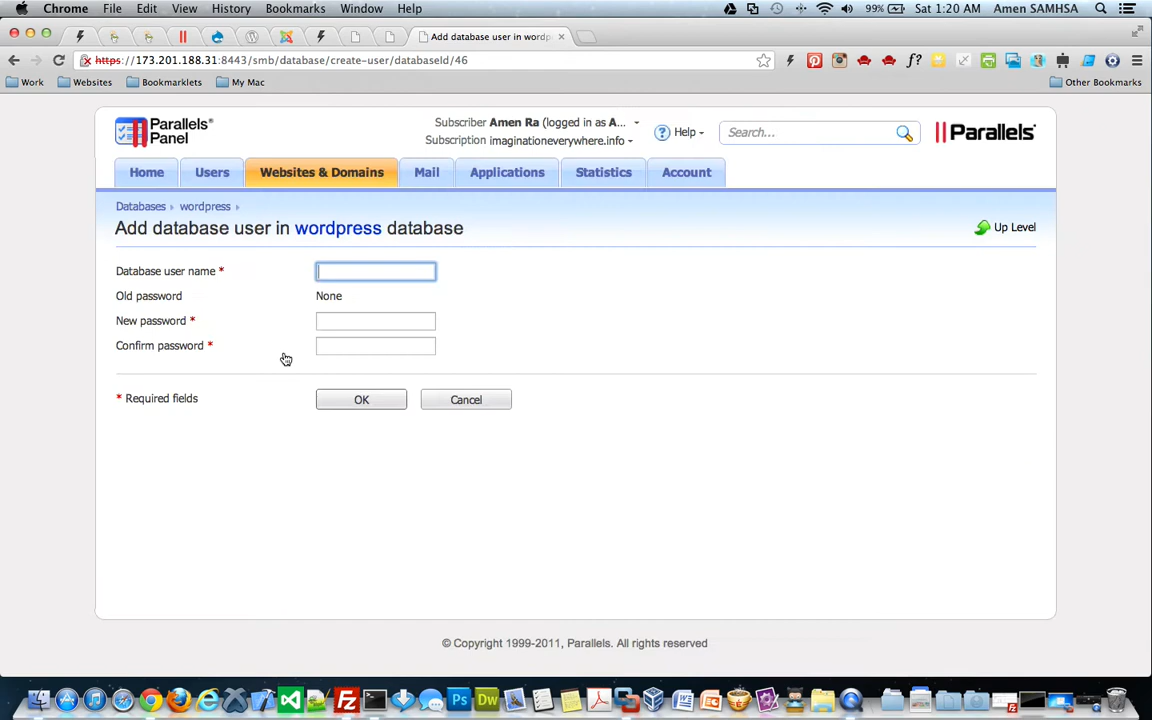 Chrome File Edit View History Bookmarks Window Help 99% Sat 1:20 AM Amen SAMHSA
Add database user in wordp
https://173.201.188.31:8443/smb/database/create-user/databaseId/46
Work Websites Bookmarklets My Mac Other Bookmarks
Parallels® Panel
Subscriber Amen Ra (logged in as A...
Subscription imaginationeverywhere.info
Help
Search...
Parallels®
Home Users Websites & Domains Mail Applications Statistics Account
Databases wordpress
Add database user in wordpress database
Up Level
Database user name *
Old password None
New password *
Confirm password *
* Required fields OK Cancel
© Copyright 1999-2011, Parallels. All rights reserved